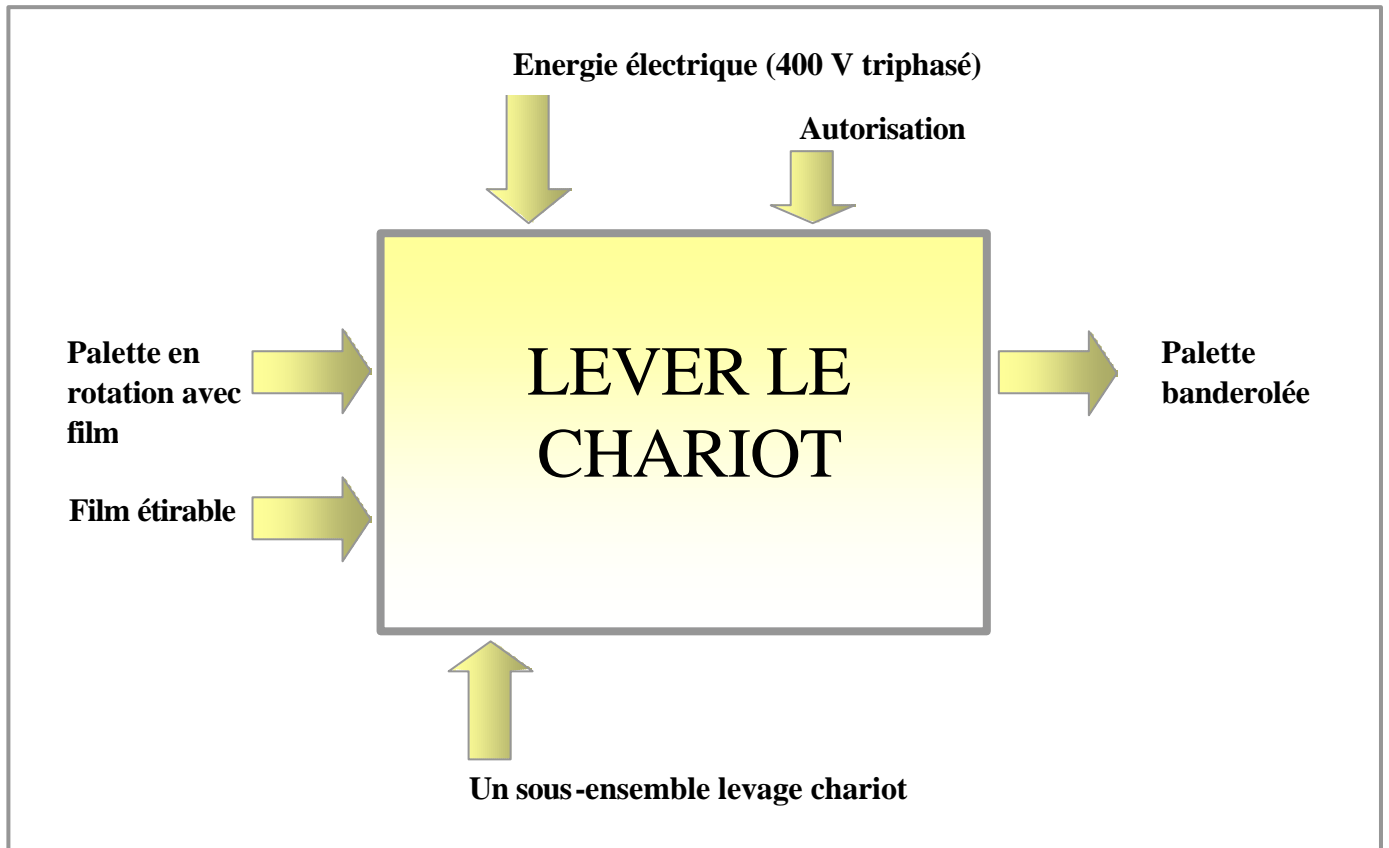 Energie électrique (400 V triphasé)
Autorisation
LEVER LE
CHARIOT
Palette en
rotation avec
film
Film étirable
Palette
banderolée
Un sous-ensemble levage chariot